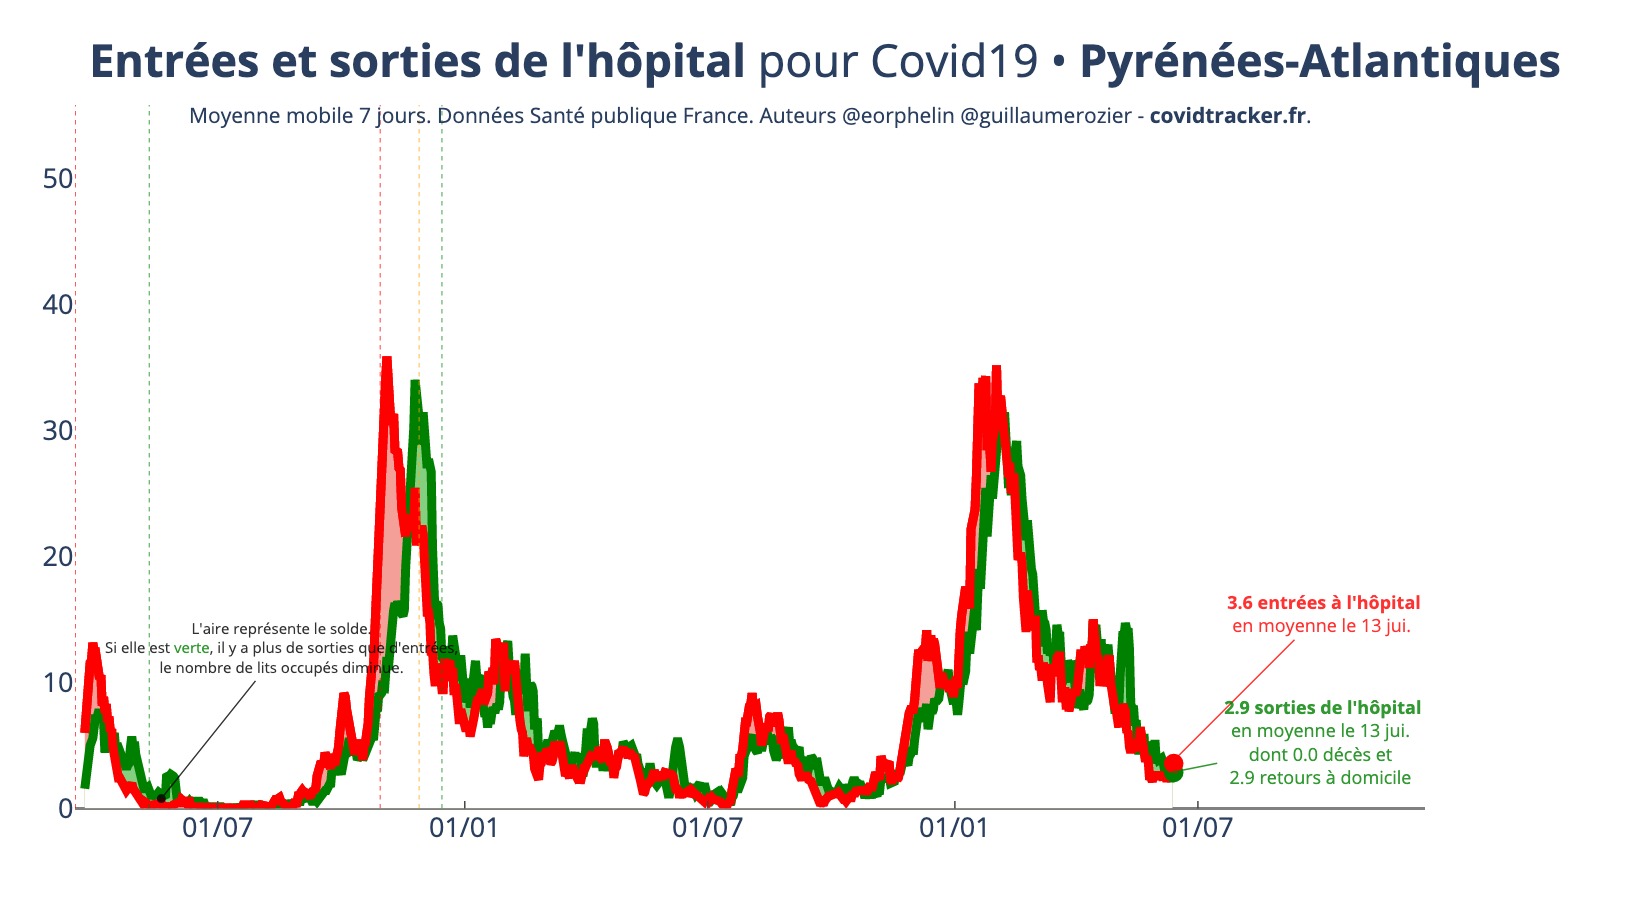 Entrées et sorties de l'hôpital pour Covid19 • Pyrénées-Atlantiques
Moyenne mobile 7 jours. Données Santé publique France. Auteurs @eorphelin @guillaumerozier - covidtracker.fr.
50
40
30
20
10
0
L'aire représente le solde.
Si elle est verte, il y a plus de sorties que d'entrées,
le nombre de lits occupés diminue.
3.6 entrées à l'hôpital
en moyenne le 13 jui.
2.9 sorties de l'hôpital
en moyenne le 13 jui.
dont 0.0 décès et
2.9 retours à domicile
01/07
01/01
01/07
01/01
01/07